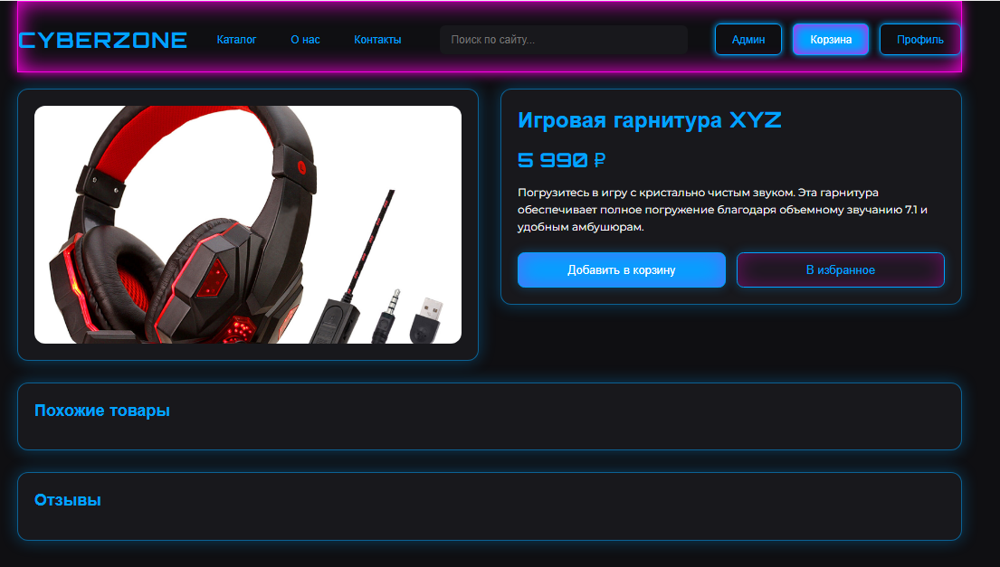 CYBERZONE Каталог О нас Контакты Поиск по сайту... Админ Корзина Профиль
Игровая гарнитура XYZ
5 990 ₽
Погрузитесь в игру с кристально чистым звуком. Эта гарнитура
обеспечивает полное погружение благодаря объемному звучанию 7.1 и
удобным амбушюрам.
Добавить в корзину В избранное
Похожие товары
Отзывы